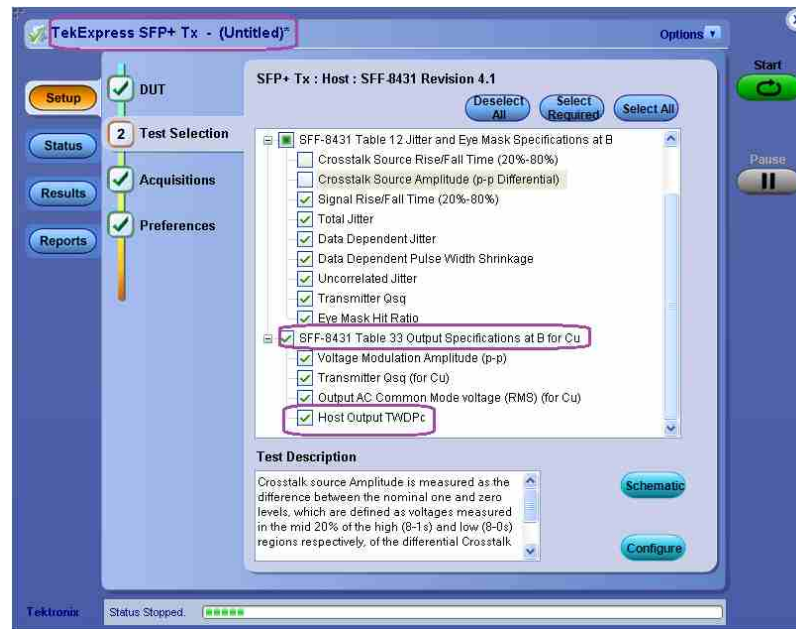 TekExpress SFP+ Tx - (Untitled)*
Options
Start
Setup
Status
Results
Reports
Pause
DUT
2 Test Selection
Acquisitions
Preferences
SFP+ Tx : Host : SFF-8431 Revision 4.1
Deselect All
Select Required
Select All
SFF-8431 Table 12 Jitter and Eye Mask Specifications at B
Crosstalk Source Rise/Fall Time (20%-80%)
Crosstalk Source Amplitude (p-p Differential)
Signal Rise/Fall Time (20%-80%)
Total Jitter
Data Dependent Jitter
Data Dependent Pulse Width Shrinkage
Uncorrelated Jitter
Transmitter Qsq
Eye Mask Hit Ratio
SFF-8431 Table 33 Output Specifications at B for Cu
Voltage Modulation Amplitude (p-p)
Transmitter Qsq (for Cu)
Output AC Common Mode voltage (RMS) (for Cu)
Host Output TWDPc
Test Description
Crosstalk source Amplitude is measured as the
difference between the nominal one and zero
levels, which are defined as voltages measured
in the mid 20% of the high (8-1s) and low (8-0s)
regions respectively, of the differential Crosstalk
Schematic
Configure
Tektronix
Status Stopped.